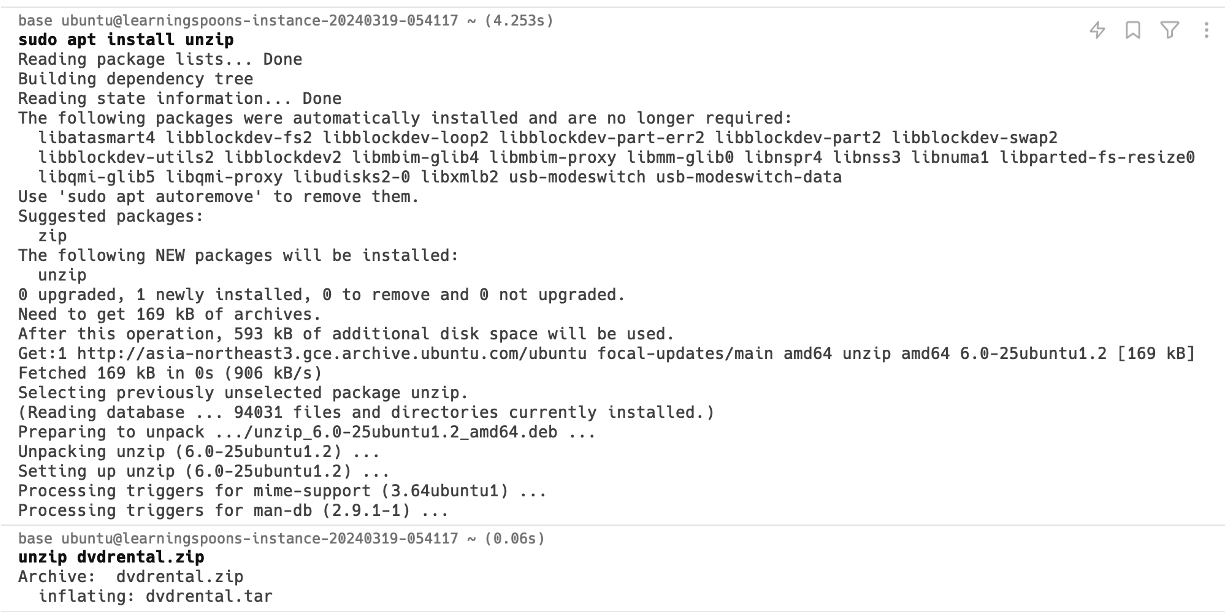 base ubuntu@learningspoons-instance-20240319-054117 ~ (4.253s)
sudo apt install unzip
Reading package lists... Done
Building dependency tree
Reading state information... Done
The following packages were automatically installed and are no longer required:
  libatasmart4 libblockdev-fs2 libblockdev-loop2 libblockdev-part-err2 libblockdev-part2 libblockdev-swap2
  libblockdev-utils2 libblockdev2 libmbim-glib4 libmbim-proxy libmm-glib0 libnspr4 libnss3 libnuma1 libparted-fs-resize0
  libqmi-glib5 libqmi-proxy libudisks2-0 libxmlb2 usb-modeswitch usb-modeswitch-data
Use 'sudo apt autoremove' to remove them.
Suggested packages:
  zip
The following NEW packages will be installed:
  unzip
0 upgraded, 1 newly installed, 0 to remove and 0 not upgraded.
Need to get 169 kB of archives.
After this operation, 593 kB of additional disk space will be used.
Get:1 http://asia-northeast3.gce.archive.ubuntu.com/ubuntu focal-updates/main amd64 unzip amd64 6.0-25ubuntu1.2 [169 kB]
Fetched 169 kB in 0s (906 kB/s)
Selecting previously unselected package unzip.
(Reading database ... 94031 files and directories currently installed.)
Preparing to unpack .../unzip_6.0-25ubuntu1.2_amd64.deb ...
Unpacking unzip (6.0-25ubuntu1.2) ...
Setting up unzip (6.0-25ubuntu1.2) ...
Processing triggers for mime-support (3.64ubuntu1) ...
Processing triggers for man-db (2.9.1-1) ...
base ubuntu@learningspoons-instance-20240319-054117 ~ (0.06s)
unzip dvdrental.zip
Archive:  dvdrental.zip
  inflating: dvdrental.tar